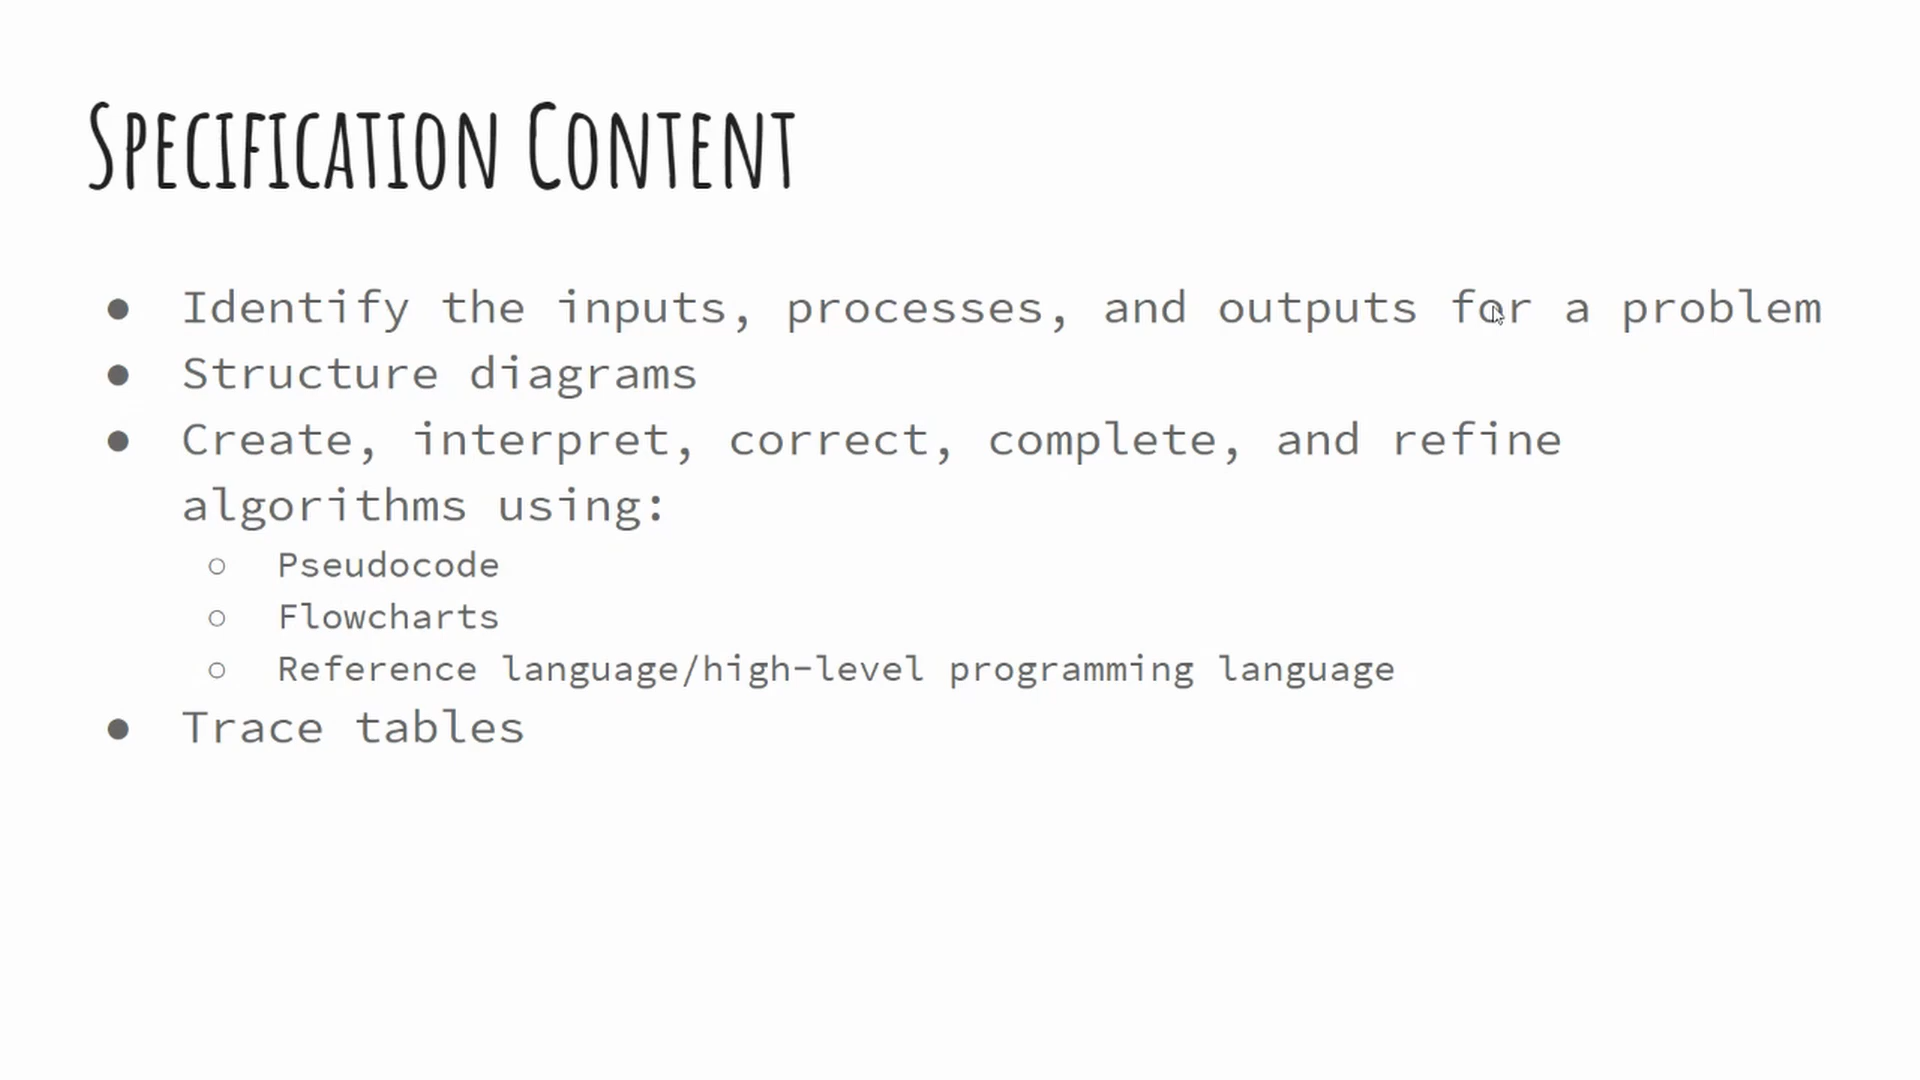 Specification Content
● Identify the inputs, processes, and outputs for a problem
● Structure diagrams
● Create, interpret, correct, complete, and refine
algorithms using:
○ Pseudocode
○ Flowcharts
○ Reference language/high-level programming language
● Trace tables